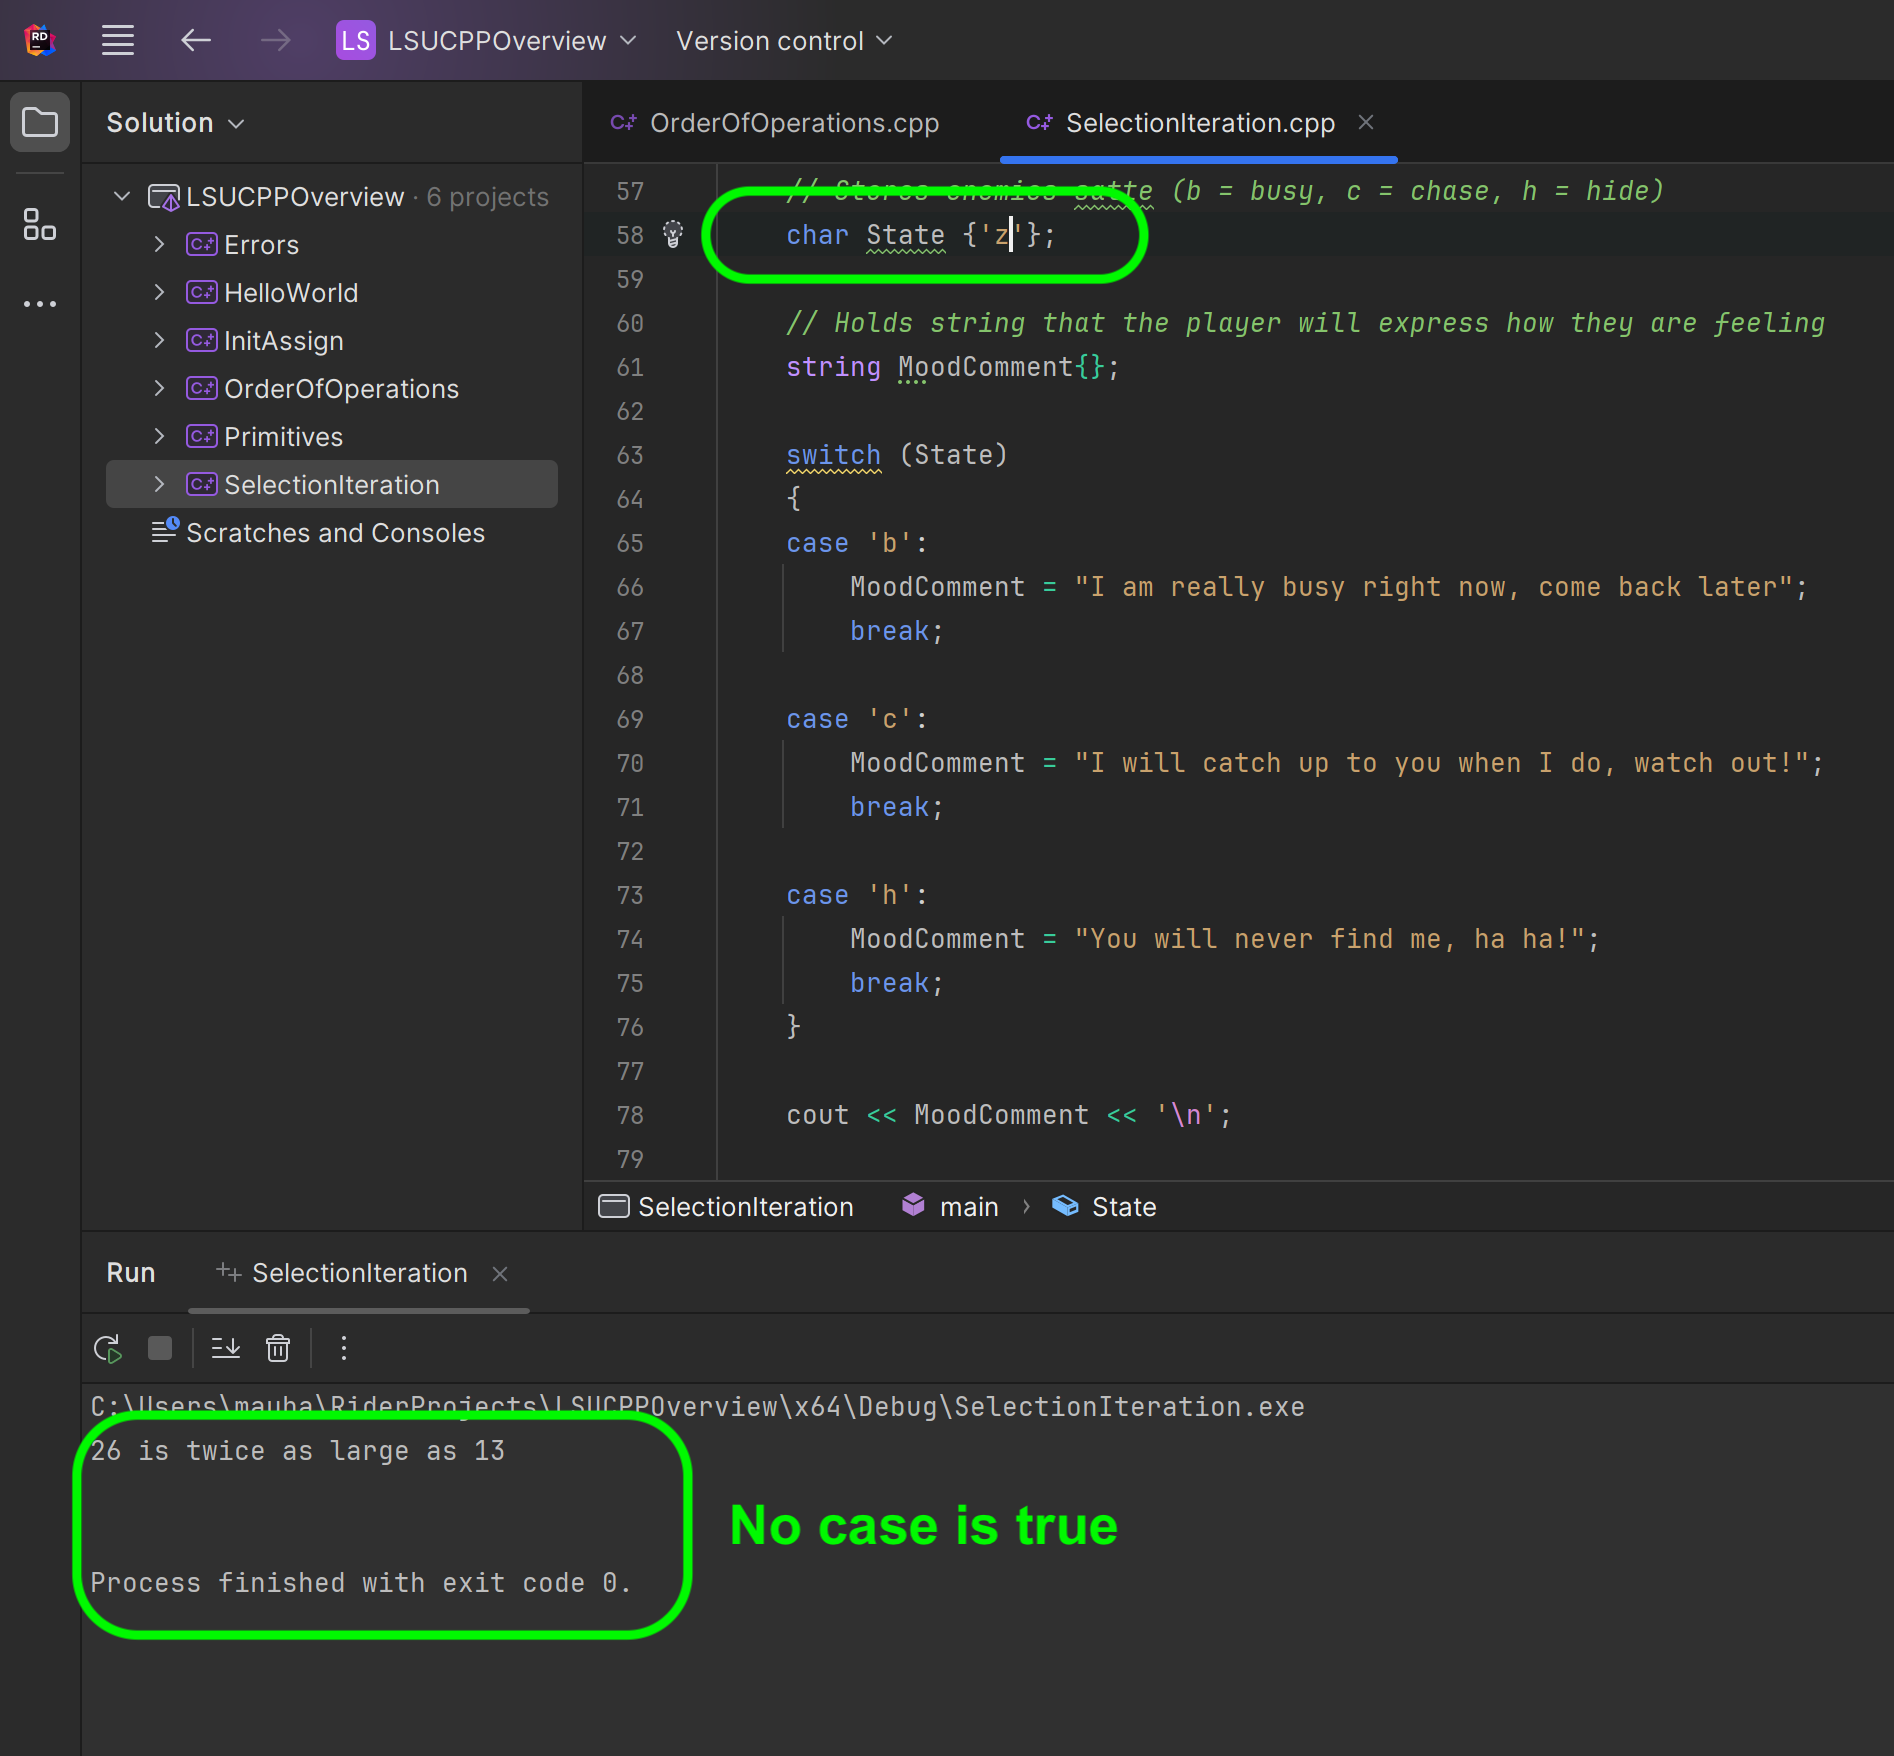 LS LSUCPPOverview Version control
Solution
LSUCPPOverview · 6 projects
Errors
HelloWorld
InitAssign
OrderOfOperations
Primitives
SelectionIteration
Scratches and Consoles
OrderOfOperations.cpp SelectionIteration.cpp
57 // Stores enemies satte (b = busy, c = chase, h = hide)
58 char State {'z'};
59
60 // Holds string that the player will express how they are feeling
61 string MoodComment{};
62
63 switch (State)
64 {
65 case 'b':
66 MoodComment = "I am really busy right now, come back later";
67 break;
68
69 case 'c':
70 MoodComment = "I will catch up to you when I do, watch out!";
71 break;
72
73 case 'h':
74 MoodComment = "You will never find me, ha ha!";
75 break;
76 }
77
78 cout << MoodComment << '\n';
79
SelectionIteration main › State
Run SelectionIteration
C:\Users\mauha\RiderProjects\LSUCPPOverview\x64\Debug\SelectionIteration.exe
26 is twice as large as 13
No case is true
Process finished with exit code 0.